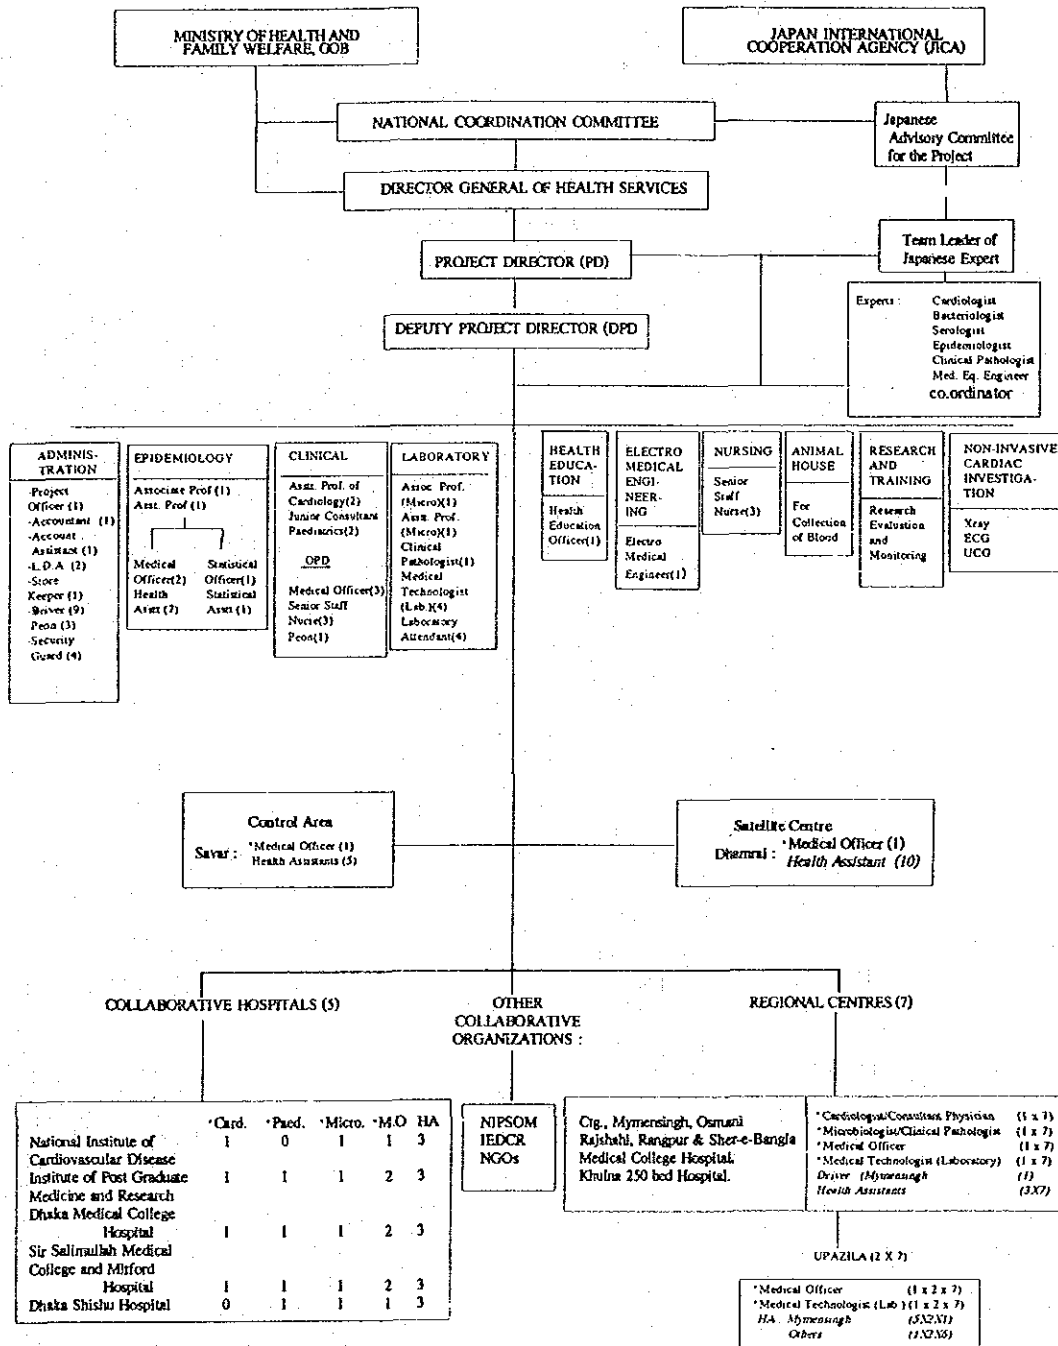 MINISTRY OF HEALTH AND
FAMILY WELFARE, GOB
JAPAN INTERNATIONAL
COOPERATION AGENCY (JICA)
NATIONAL COORDINATION COMMITTEE
Japanese
Advisory Committee
for the Project
DIRECTOR GENERAL OF HEALTH SERVICES
Team Leader of
Japanese Expert
PROJECT DIRECTOR (PD)
DEPUTY PROJECT DIRECTOR (DPD
Experts : Cardiologist
Bacteriologist
Serologist
Epidemiologist
Clinical Pathologist
Med. Eq. Engineer
co.ordinator
ADMINIS-
TRATION
-Project
Officer (1)
-Accountant (1)
-Account
Assistant (1)
-L.D.A (2)
-Store
Keeper (1)
-Driver (9)
Peon (3)
-Security
Guard (4)
EPIDEMIOLOGY
Associate Prof (1)
Asst. Prof (1)
Medical
Officer(2)
Health
Asist (7)
Statistical
Officer(1)
Statistical
Asst (1)
CLINICAL
Asst. Prof. of
Cardiology(2)
Junior Consultant
Paediatrics(2)
OPD
Medical Officer(3)
Senior Staff
Nurse(3)
Peon(1)
LABORATORY
Assoc Prof.
(Micro)(1)
Asst. Prof.
(Micro)(1)
Clinical
Pathologist(1)
Medical
Technologist
(Lab.)(4)
Laboratory
Attendant(4)
HEALTH
EDUCA-
TION
Health
Education
Officer(1)
ELECTRO
MEDICAL
ENGI-
NEER-
ING
Electro
Medical
Engineer(1)
NURSING
Senior
Staff
Nurse(3)
ANIMAL
HOUSE
For
Collection
of Blood
RESEARCH
AND
TRAINING
Research
Evaluation
and
Monitoring
NON-INVASIVE
CARDIAC
INVESTIGA-
TION
Xray
ECG
UCG
Control Area
Savar : *Medical Officer (1)
Health Assistants (5)
Satellite Centre
Dhamrai : *Medical Officer (1)
Health Assistant (10)
COLLABORATIVE HOSPITALS (5)
OTHER
COLLABORATIVE
ORGANIZATIONS :
REGIONAL CENTRES (7)
*Card. *Paed. *Micro. *M.O HA
National Institute of 1 0 1 1 3
Cardiovascular Disease
Institute of Post Graduate 1 1 1 2 3
Medicine and Research
Dhaka Medical College
Hospital 1 1 1 2 3
Sir Salimullah Medical
College and Mitford
Hospital 1 1 1 2 3
Dhaka Shishu Hospital 0 1 1 1 3
NIPSOM
IEDCR
NGOs
Ctg., Mymensingh, Osmani
Rajshahi, Rangpur & Sher-e-Bangla
Medical College Hospital.
Khulna 250 bed Hospital.
*Cardiologist/Consultant Physician (1 x 7)
*Microbiologist/Clinical Pathologist (1 x 7)
*Medical Officer (1 x 7)
*Medical Technologist (Laboratory) (1 x 7)
Driver (Mymensingh (1)
Health Assistants (3X7)
UPAZILA (2 X 7)
*Medical Officer (1 x 2 x 7)
*Medical Technologist (Lab ) (1 x 2 x 7)
HA . Mymensingh (5X2X1)
Others (1X2X6)